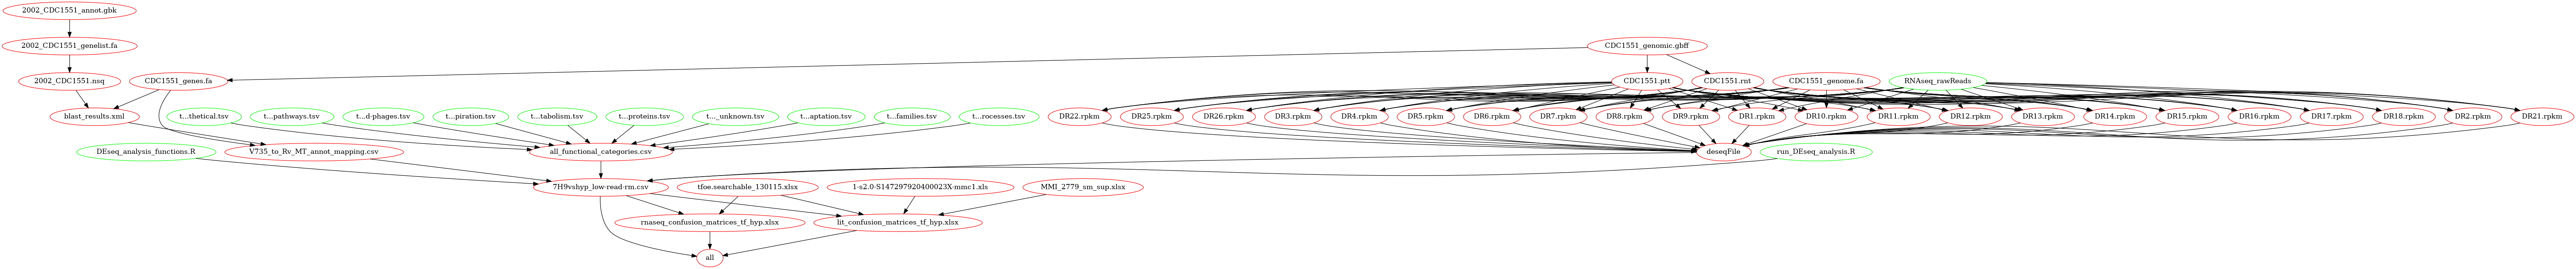 2002_CDC1551_annot.gbk
2002_CDC1551_genelist.fa
CDC1551_genomic.gbff
2002_CDC1551.nsq
CDC1551_genes.fa
CDC1551.ptt
CDC1551.rnt
CDC1551_genome.fa
RNAseq_rawReads
blast_results.xml
t...thetical.tsv
t...pathways.tsv
t...d-phages.tsv
t...piration.tsv
t...tabolism.tsv
t...proteins.tsv
t..._unknown.tsv
t...aptation.tsv
t...families.tsv
t...rocesses.tsv
DR22.rpkm
DR25.rpkm
DR26.rpkm
DR3.rpkm
DR4.rpkm
DR5.rpkm
DR6.rpkm
DR7.rpkm
DR8.rpkm
DR9.rpkm
DR1.rpkm
DR10.rpkm
DR11.rpkm
DR12.rpkm
DR13.rpkm
DR14.rpkm
DR15.rpkm
DR16.rpkm
DR17.rpkm
DR18.rpkm
DR2.rpkm
DR21.rpkm
DEseq_analysis_functions.R
V735_to_Rv_MT_annot_mapping.csv
all_functional_categories.csv
deseqFile
run_DEseq_analysis.R
7H9vshyp_low-read-rm.csv
tfoe.searchable_130115.xlsx
1-s2.0-S147297920400023X-mmc1.xls
MMI_2779_sm_sup.xlsx
rnaseq_confusion_matrices_tf_hyp.xlsx
lit_confusion_matrices_tf_hyp.xlsx
all